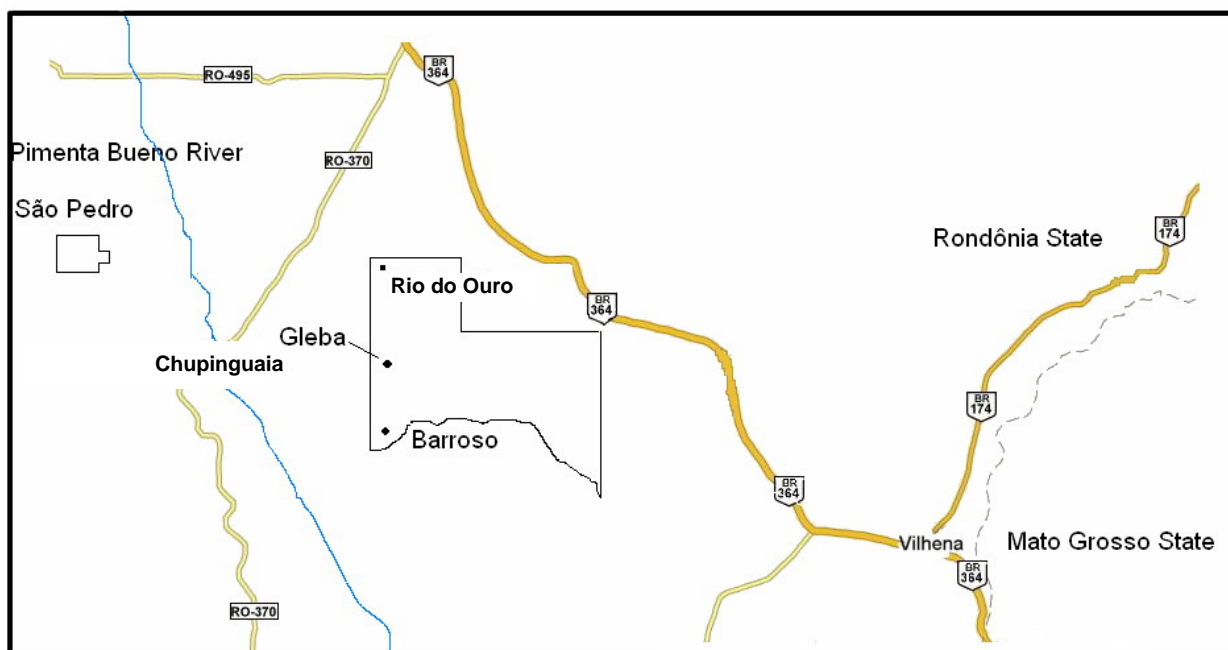 BR
364
RO-495
Pimenta Bueno River
RO-370
São Pedro
BR
174
Rondônia State
Rio do Ouro
BR
364
Gleba
Chupinguaia
BR
174
Barroso
BR
364
Vilhena
Mato Grosso State
BR
364
RO-370